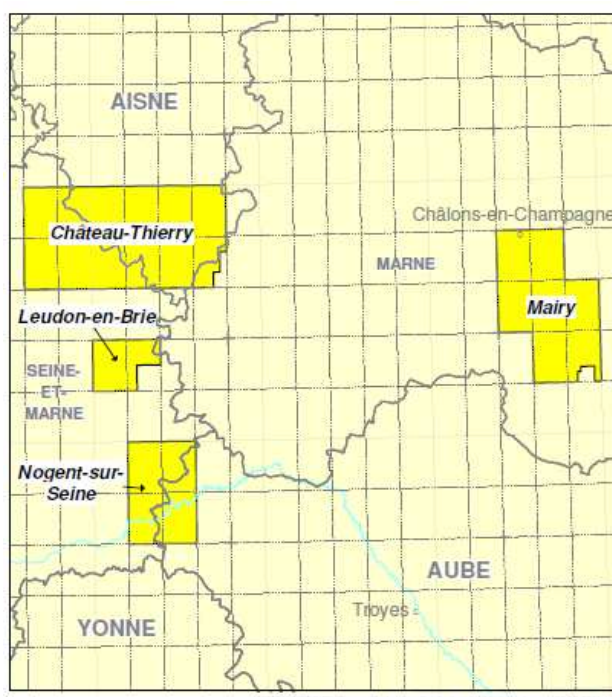 AISNE
Châlons-en-Champagne
Château-Thierry
MARNE
Mairy
Leudon-en-Brie
SEINE-
ET-
MARNE
Nogent-sur-
Seine
AUBE
Troyes
YONNE